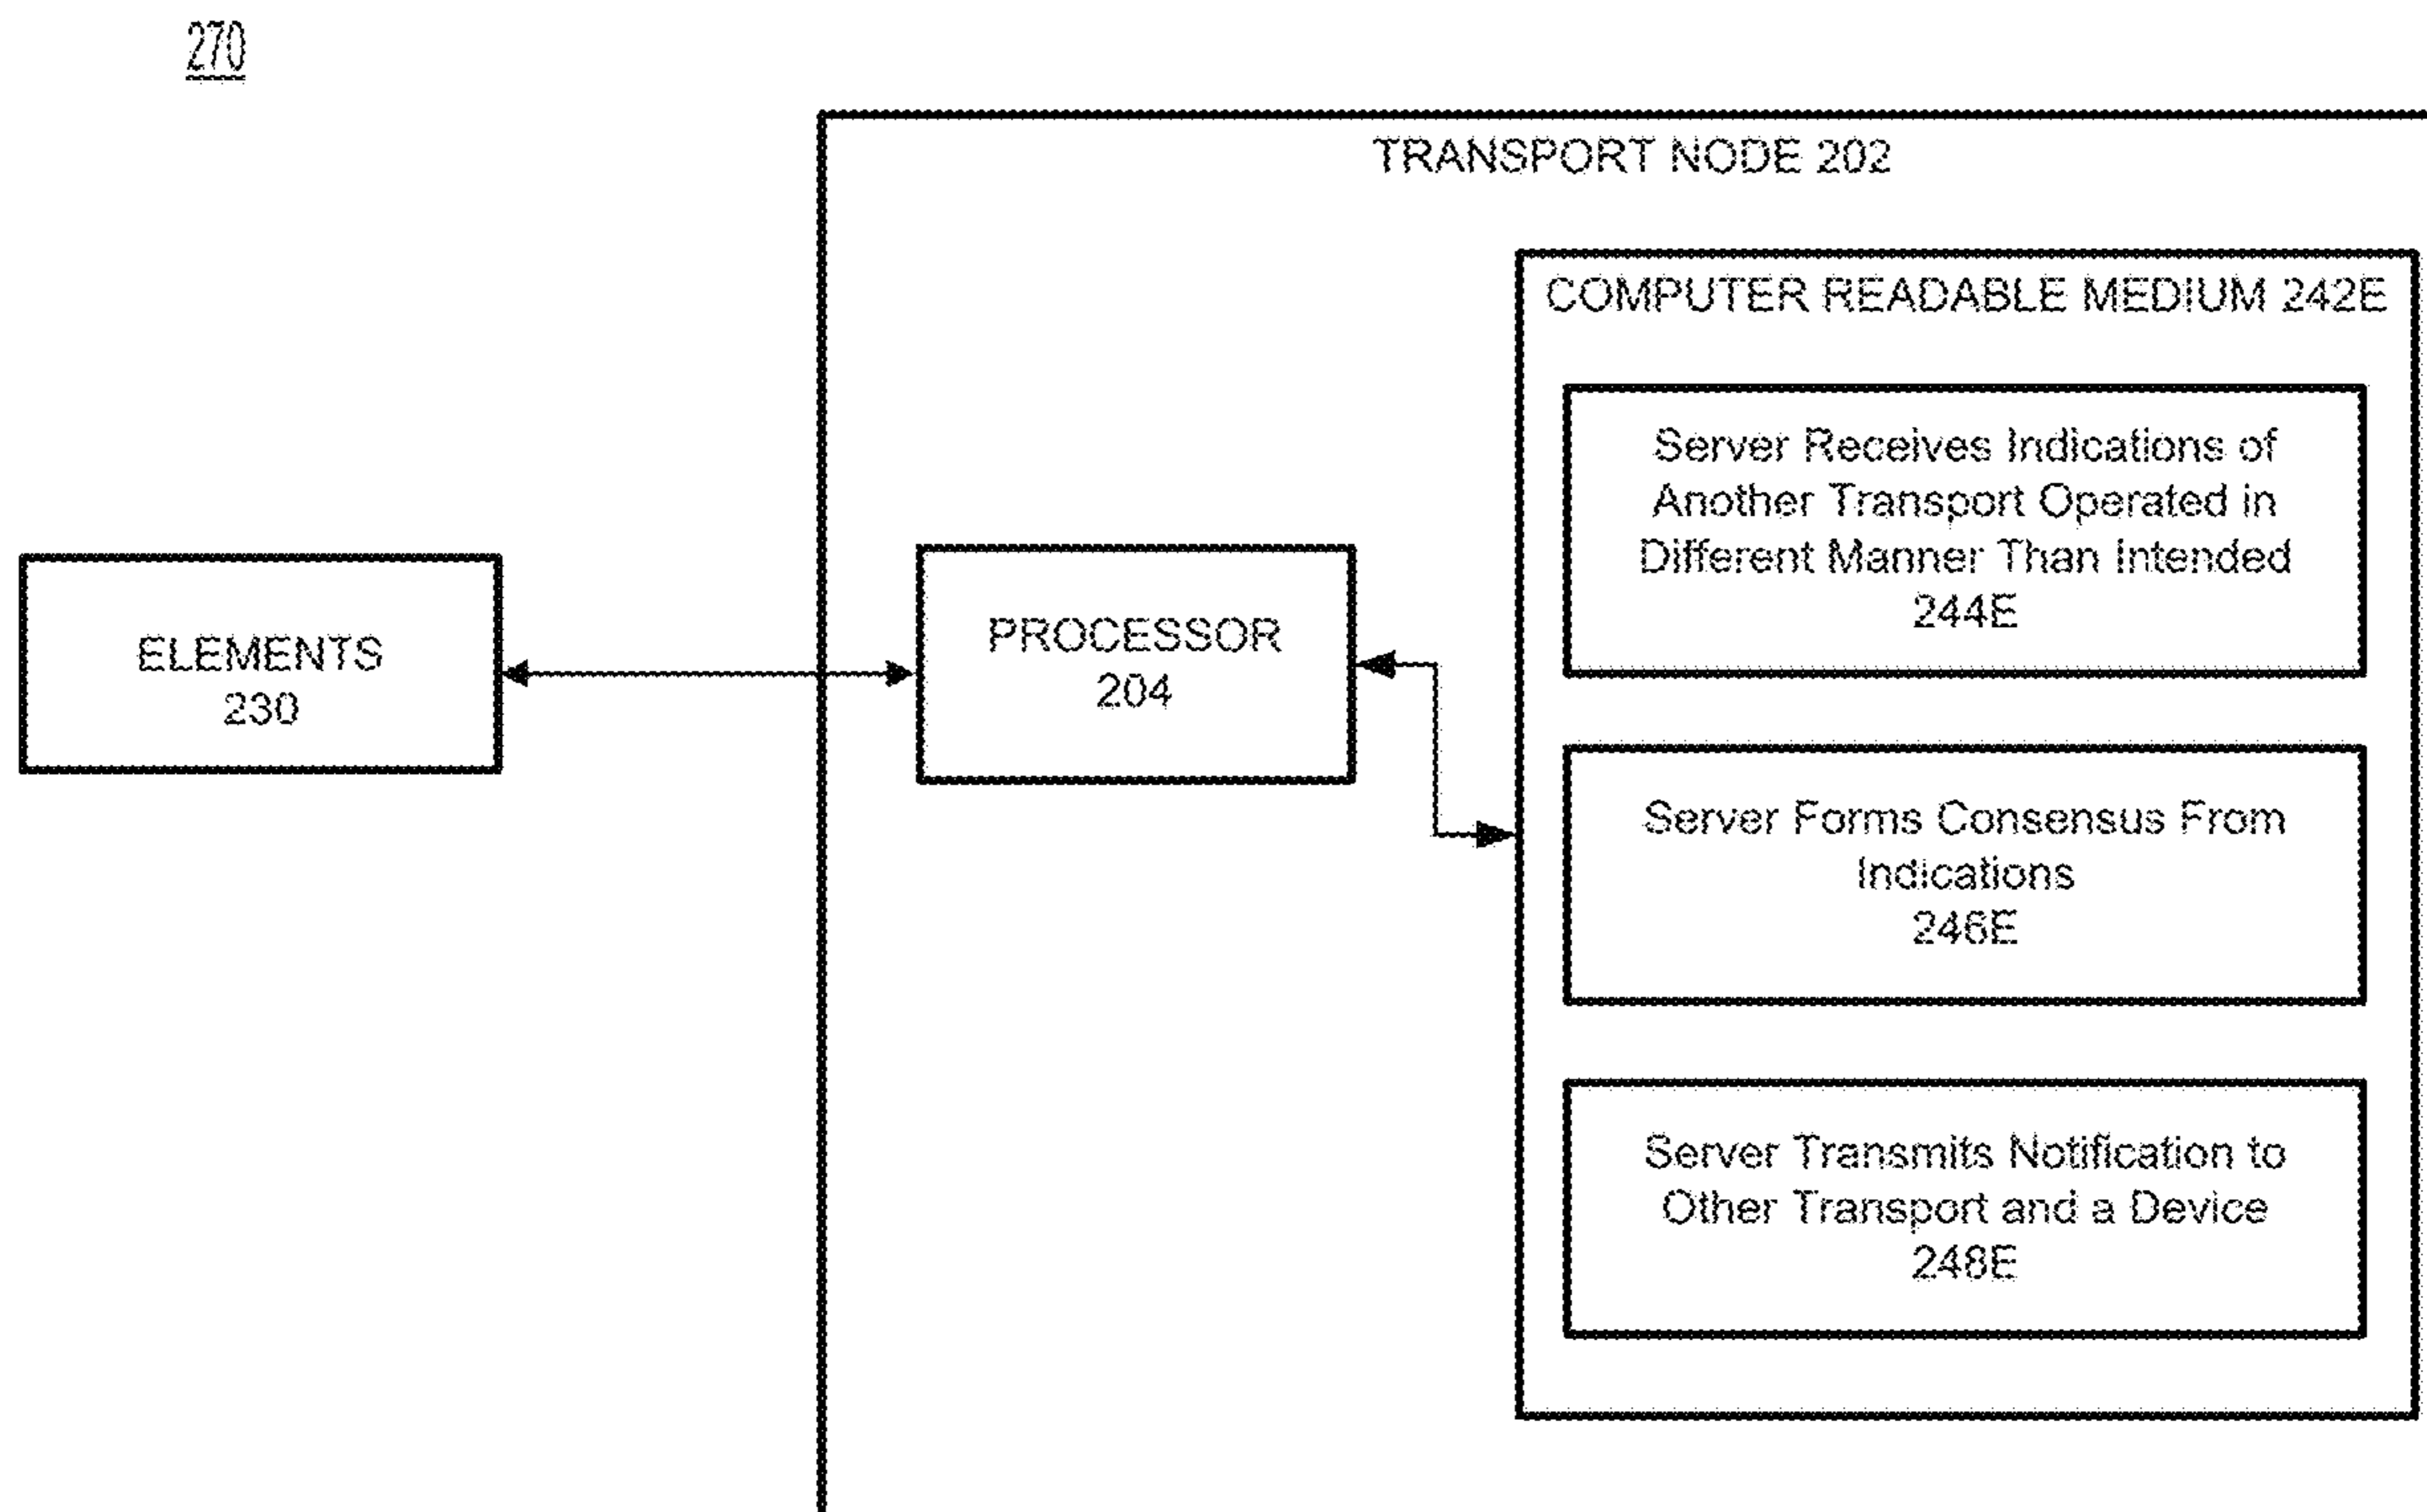 270
TRANSPORT NODE 202
COMPUTER READABLE MEDIUM 242E
Server Receives Indications of
Another Transport Operated in
Different Manner Than Intended
244E
ELEMENTS
230
PROCESSOR
204
Server Forms Consensus From
Indications
246E
Server Transmits Notification to
Other Transport and a Device
248E